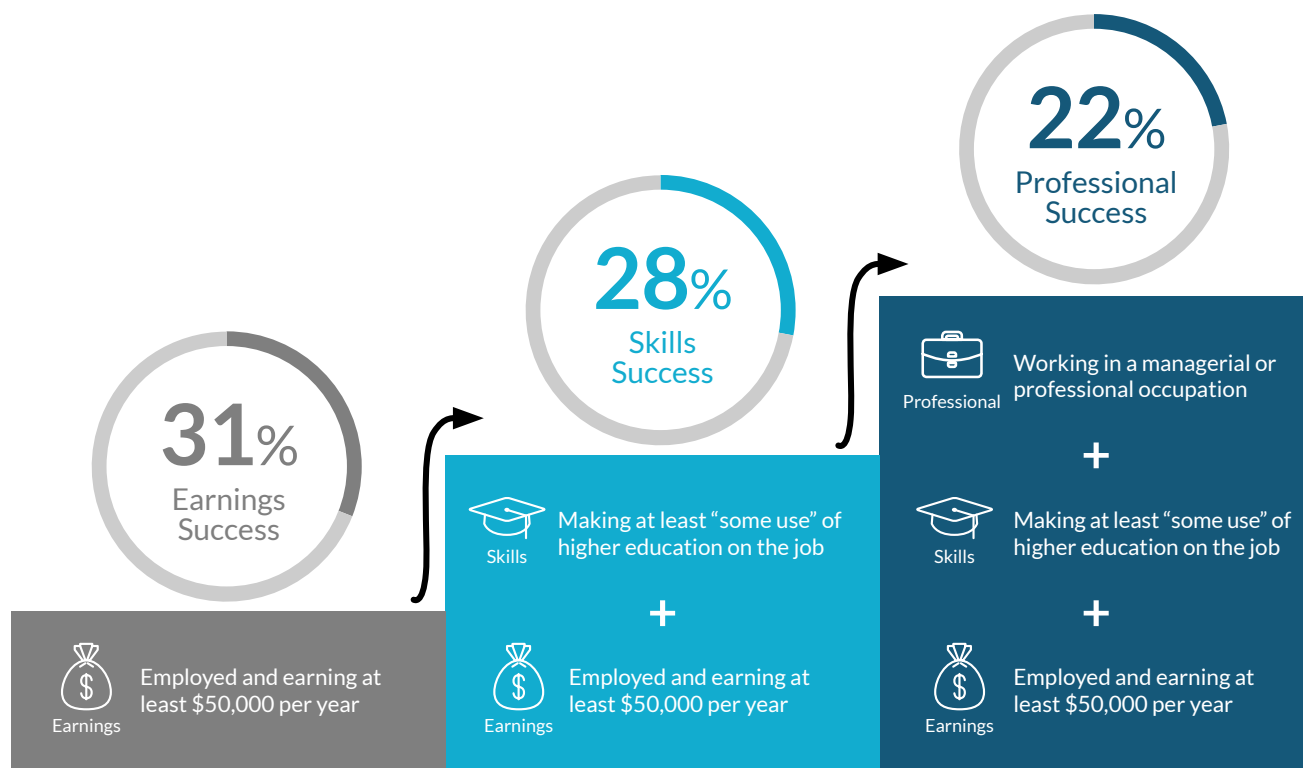 31%
Earnings
Success
Earnings
Employed and earning at
least $50,000 per year
28%
Skills
Success
Skills
Making at least “some use” of
higher education on the job
+
Earnings
Employed and earning at
least $50,000 per year
22%
Professional
Success
Professional
Working in a managerial or
professional occupation
+
Skills
Making at least “some use” of
higher education on the job
+
Earnings
Employed and earning at
least $50,000 per year